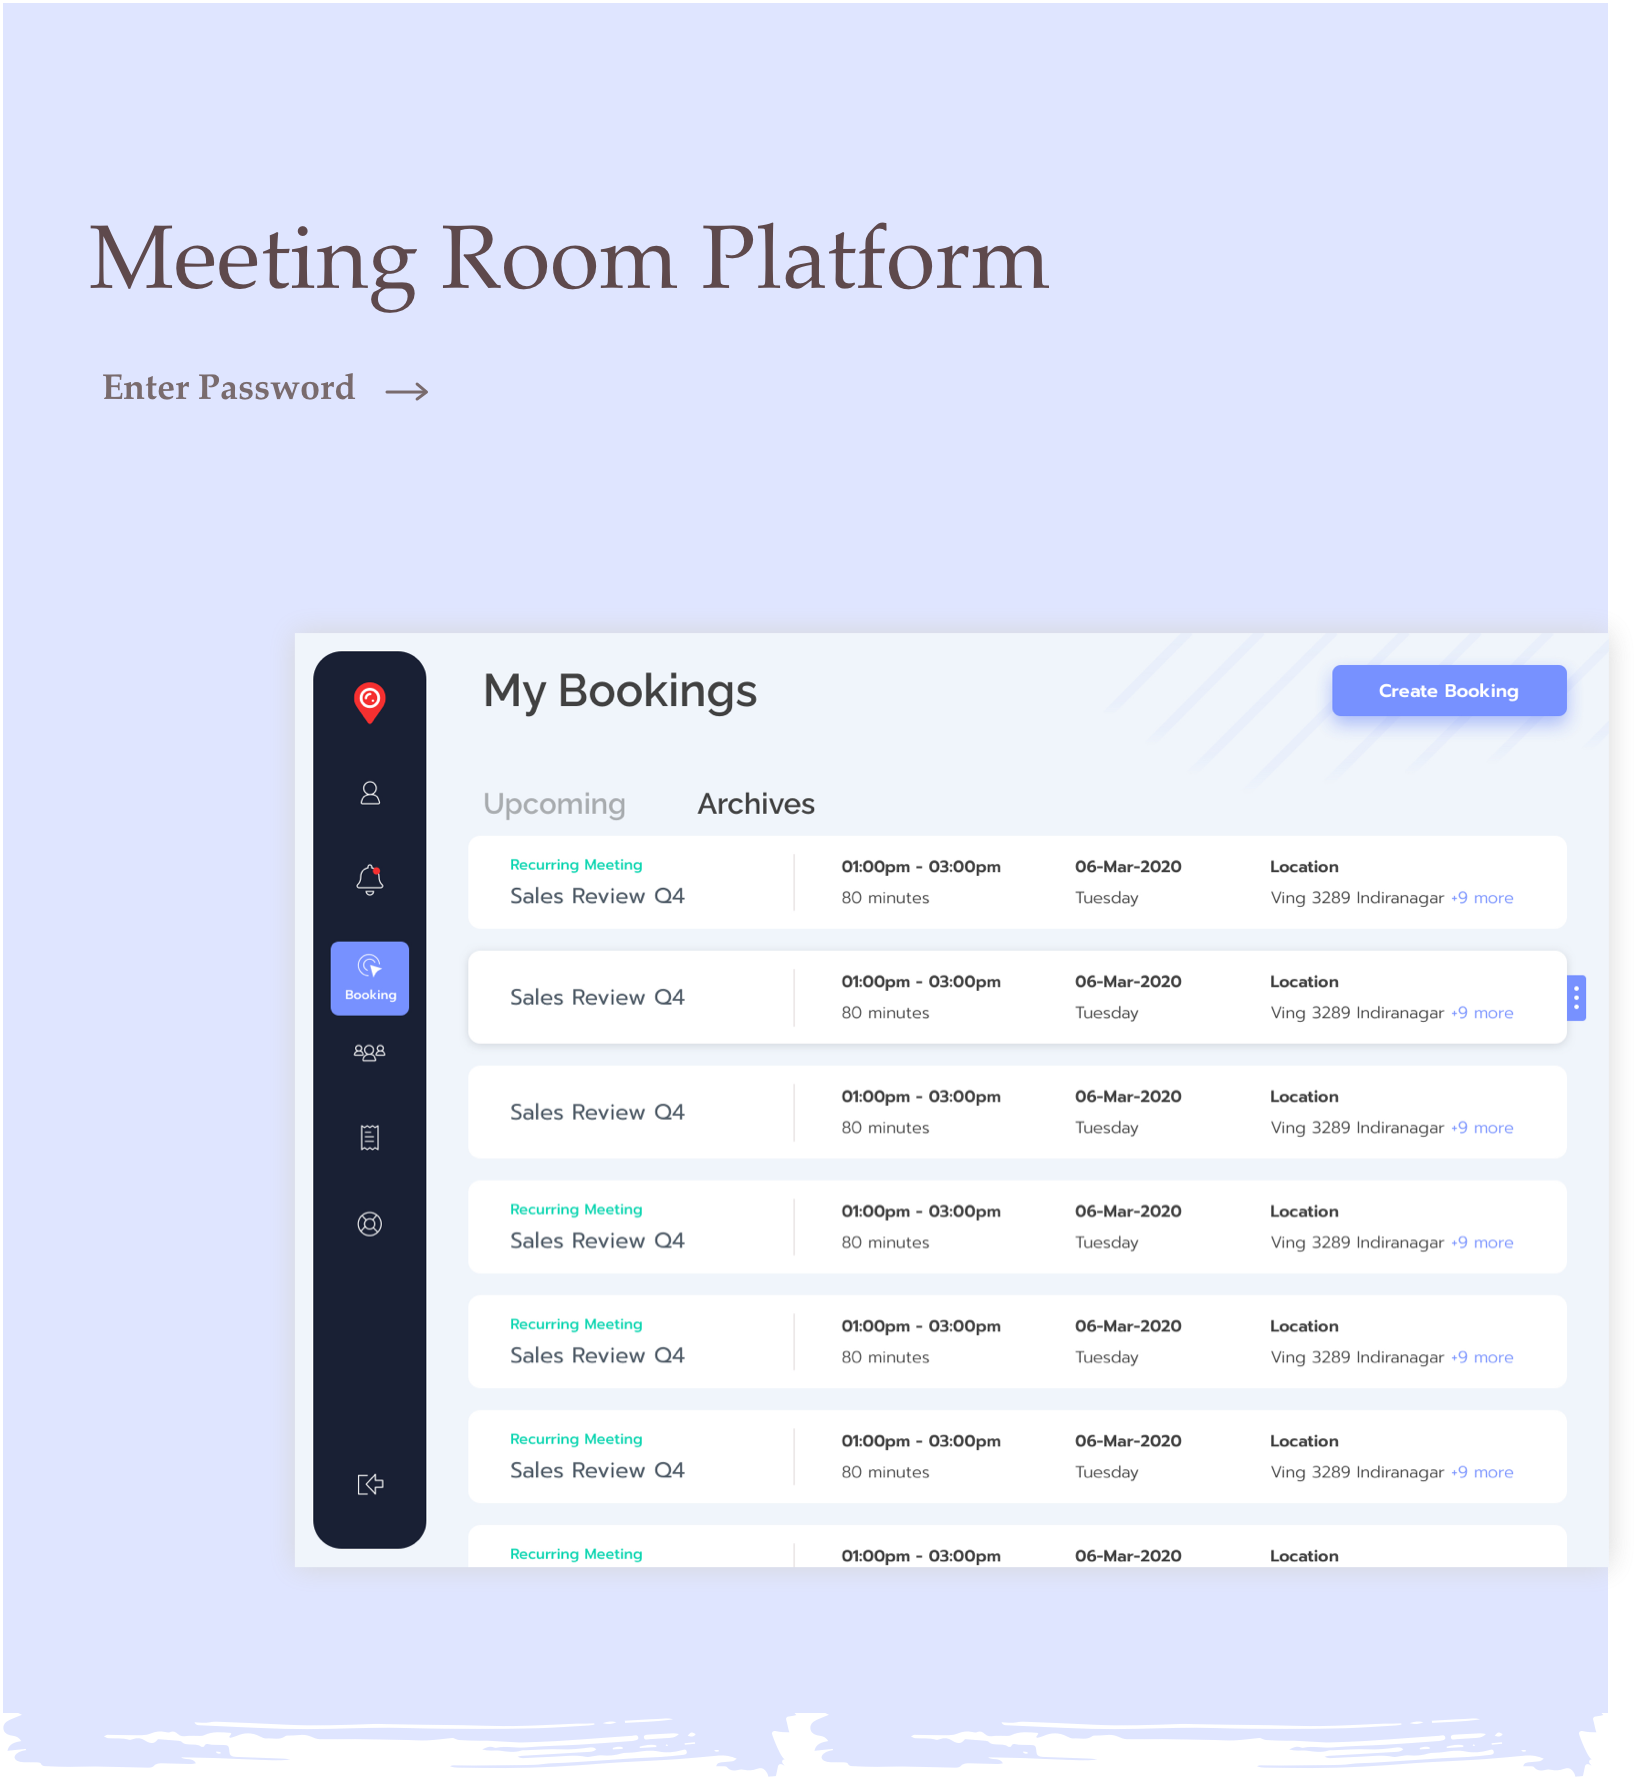 Meeting Room Platform
Enter Password
My Bookings
Create Booking
Upcoming
Archives
Booking
Recurring Meeting
Sales Review Q4
01:00pm - 03:00pm
80 minutes
06-Mar-2020
Tuesday
Location
Ving 3289 Indiranagar +9 more
Sales Review Q4
01:00pm - 03:00pm
80 minutes
06-Mar-2020
Tuesday
Location
Ving 3289 Indiranagar +9 more
Sales Review Q4
01:00pm - 03:00pm
80 minutes
06-Mar-2020
Tuesday
Location
Ving 3289 Indiranagar +9 more
Recurring Meeting
Sales Review Q4
01:00pm - 03:00pm
80 minutes
06-Mar-2020
Tuesday
Location
Ving 3289 Indiranagar +9 more
Recurring Meeting
Sales Review Q4
01:00pm - 03:00pm
80 minutes
06-Mar-2020
Tuesday
Location
Ving 3289 Indiranagar +9 more
Recurring Meeting
Sales Review Q4
01:00pm - 03:00pm
80 minutes
06-Mar-2020
Tuesday
Location
Ving 3289 Indiranagar +9 more
Recurring Meeting
01:00pm - 03:00pm
06-Mar-2020
Location